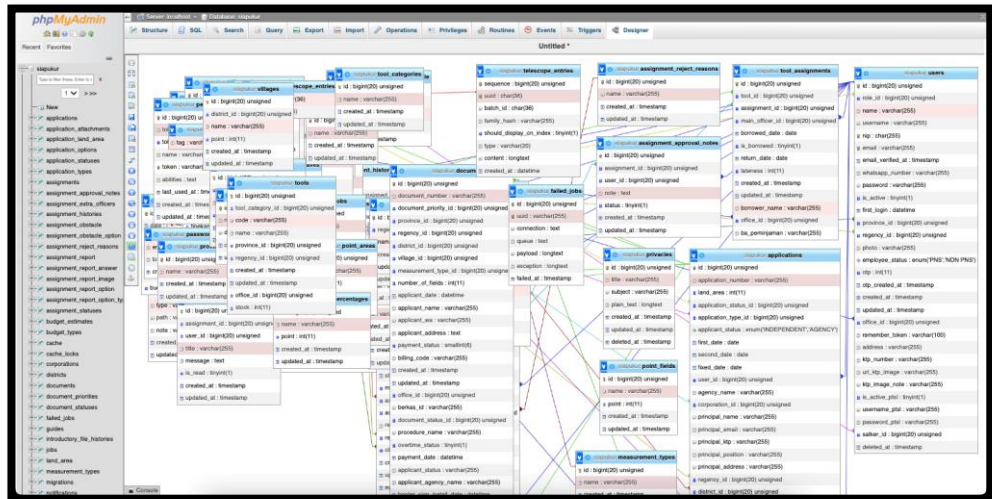 phpMyAdmin
Recent Favorites
Type to filter these, Enter to s X
1 > >>
siapukur
New
applications
application_attachments
application_land_area
application_options
application_statuses
application_types
assignments
assignment_approval_notes
assignment_extra_officers
assignment_histories
assignment_obstacle
assignment_obstacle_option
assignment_reject_reasons
assignment_report
assignment_report_answer
assignment_report_image
assignment_report_option
assignment_report_option_ty
assignment_statuses
budget_estimates
budget_types
cache
cache_locks
corporations
districts
documents
document_priorities
document_statuses
failed_jobs
guides
introductory_file_histories
jobs
land_area
measurement_types
migrations
notifications
Server: localhost » Database: siapukur
Structure SQL Search Query Export Import Operations Privileges Routines Events Triggers Designer
Untitled *
siapukur villages
id : bigint(20) unsigned
district_id : bigint(20) unsigned
name : varchar(255)
point : int(11)
created_at : timestamp
updated_at : timestamp
tool_categories
id : bigint(20) unsigned
name : varchar(255)
created_at : timestamp
updated_at : timestamp
siapukur tools
id : bigint(20) unsigned
tool_category_id : bigint(20) unsigned
code : varchar(255)
name : varchar(255)
province_id : bigint(20) unsigned
regency_id : bigint(20) unsigned
created_at : timestamp
updated_at : timestamp
office_id : bigint(20) unsigned
stock : int(11)
assignment_id : bigint(20) unsigned
user_id : bigint(20) unsigned
title : varchar(255)
message : text
is_read : tinyint(1)
created_at : timestamp
updated_at : timestamp
name : varchar(255)
point : int(11)
created_at : timestamp
updated_at : timestamp
siapukur telescope_entries
sequence : bigint(20) unsigned
uuid : char(36)
batch_id : char(36)
family_hash : varchar(255)
should_display_on_index : tinyint(1)
type : varchar(20)
content : longtext
created_at : datetime
document_number : varchar(255)
document_priority_id : bigint(20) unsigned
province_id : bigint(20) unsigned
regency_id : bigint(20) unsigned
district_id : bigint(20) unsigned
village_id : bigint(20) unsigned
measurement_type_id : bigint(20) unsigned
number_of_fields : int(11)
applicant_date : datetime
applicant_name : varchar(255)
applicant_wa : varchar(255)
applicant_address : text
payment_status : smallint(6)
billing_code : varchar(255)
created_at : timestamp
updated_at : timestamp
office_id : bigint(20) unsigned
berkas_id : varchar(255)
document_status_id : bigint(20) unsigned
procedure_name : varchar(255)
overtime_status : tinyint(1)
payment_date : datetime
applicant_status : varchar(255)
applicant_agency_name : varchar(255)
siapukur failed_jobs
id : bigint(20) unsigned
uuid : varchar(255)
connection : text
queue : text
payload : longtext
exception : longtext
failed_at : timestamp
siapukur assignment_reject_reasons
id : bigint(20) unsigned
name : varchar(255)
created_at : timestamp
updated_at : timestamp
siapukur assignment_approval_notes
id : bigint(20) unsigned
assignment_id : bigint(20) unsigned
user_id : bigint(20) unsigned
note : text
status : tinyint(1)
created_at : timestamp
updated_at : timestamp
siapukur privacies
id : bigint(20) unsigned
title : varchar(255)
subject : varchar(255)
plain_text : longtext
created_at : timestamp
updated_at : timestamp
deleted_at : timestamp
siapukur point_fields
id : bigint(20) unsigned
name : varchar(255)
point : int(11)
created_at : timestamp
updated_at : timestamp
siapukur measurement_types
id : bigint(20) unsigned
name : varchar(255)
siapukur tool_assignments
id : bigint(20) unsigned
tool_id : bigint(20) unsigned
assignment_id : bigint(20) unsigned
main_officer_id : bigint(20) unsigned
borrowed_date : date
is_borrowed : tinyint(1)
return_date : date
lateness : int(11)
created_at : timestamp
updated_at : timestamp
borrower_name : varchar(255)
office_id : bigint(20) unsigned
ba_peminjaman : varchar(255)
siapukur applications
id : bigint(20) unsigned
application_number : varchar(255)
land_area : int(11)
application_status_id : bigint(20) unsigned
application_type_id : bigint(20) unsigned
applicant_status : enum('INDEPENDENT','AGENCY')
first_date : date
second_date : date
fixed_date : date
user_id : bigint(20) unsigned
agency_name : varchar(255)
corporation_id : bigint(20) unsigned
principal_name : varchar(255)
principal_email : varchar(255)
principal_ktp : varchar(255)
principal_position : varchar(255)
principal_address : varchar(255)
regency_id : bigint(20) unsigned
district_id : bigint(20) unsigned
siapukur users
id : bigint(20) unsigned
role_id : bigint(20) unsigned
name : varchar(255)
username : varchar(255)
nip : char(255)
email : varchar(255)
email_verified_at : timestamp
whatsapp_number : varchar(255)
password : varchar(255)
is_active : tinyint(1)
first_login : datetime
province_id : bigint(20) unsigned
regency_id : bigint(20) unsigned
photo : varchar(255)
employee_status : enum('PNS','NON PNS')
otp : int(11)
otp_created_at : timestamp
created_at : timestamp
updated_at : timestamp
office_id : bigint(20) unsigned
remember_token : varchar(100)
address : varchar(255)
ktp_number : varchar(255)
url_ktp_image : varchar(255)
ktp_image_note : varchar(255)
is_active_ptsl : tinyint(1)
username_ptsl : varchar(255)
password_ptsl : varchar(255)
satker_id : bigint(20) unsigned
deleted_at : timestamp
Console